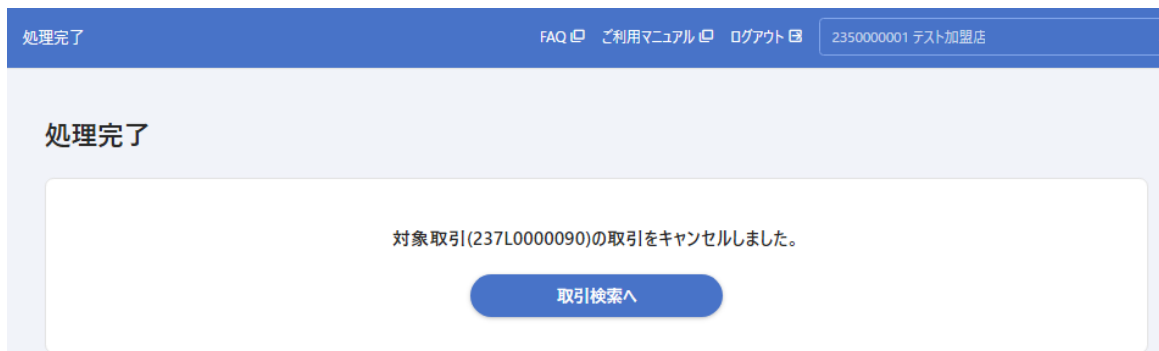 処理完了 FAQ ご利用マニュアル ログアウト 2350000001 テスト加盟店
処理完了
対象取引(237L0000090)の取引をキャンセルしました。
取引検索へ